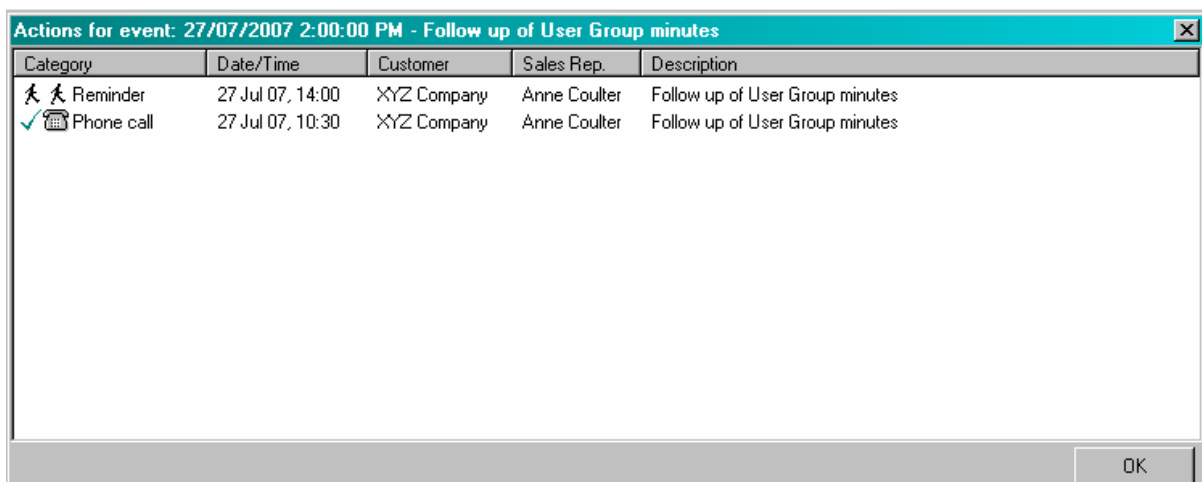 Actions for event: 27/07/2007 2:00:00 PM - Follow up of User Group minutes
Category Date/Time Customer Sales Rep. Description
Reminder 27 Jul 07, 14:00 XYZ Company Anne Coulter Follow up of User Group minutes
Phone call 27 Jul 07, 10:30 XYZ Company Anne Coulter Follow up of User Group minutes
OK